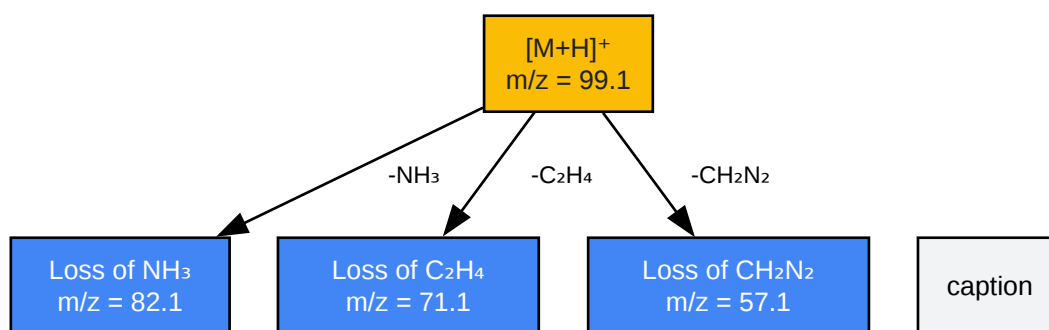 [M+H]⁺
m/z = 99.1
-NH₃
-C₂H₄
-CH₂N₂
Loss of NH₃
m/z = 82.1
Loss of C₂H₄
m/z = 71.1
Loss of CH₂N₂
m/z = 57.1
caption